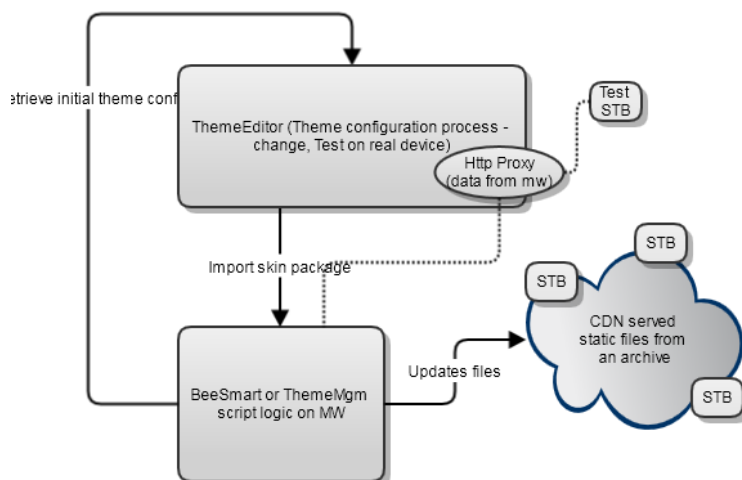 etrieve initial theme conf
ThemeEditor (Theme configuration process -
change, Test on real device)
Test
STB
Http Proxy
(data from mw)
Import skin package
STB
STB
CDN served
static files from
an archive
STB
BeeSmart or ThemeMgm
script logic on MW
Updates files